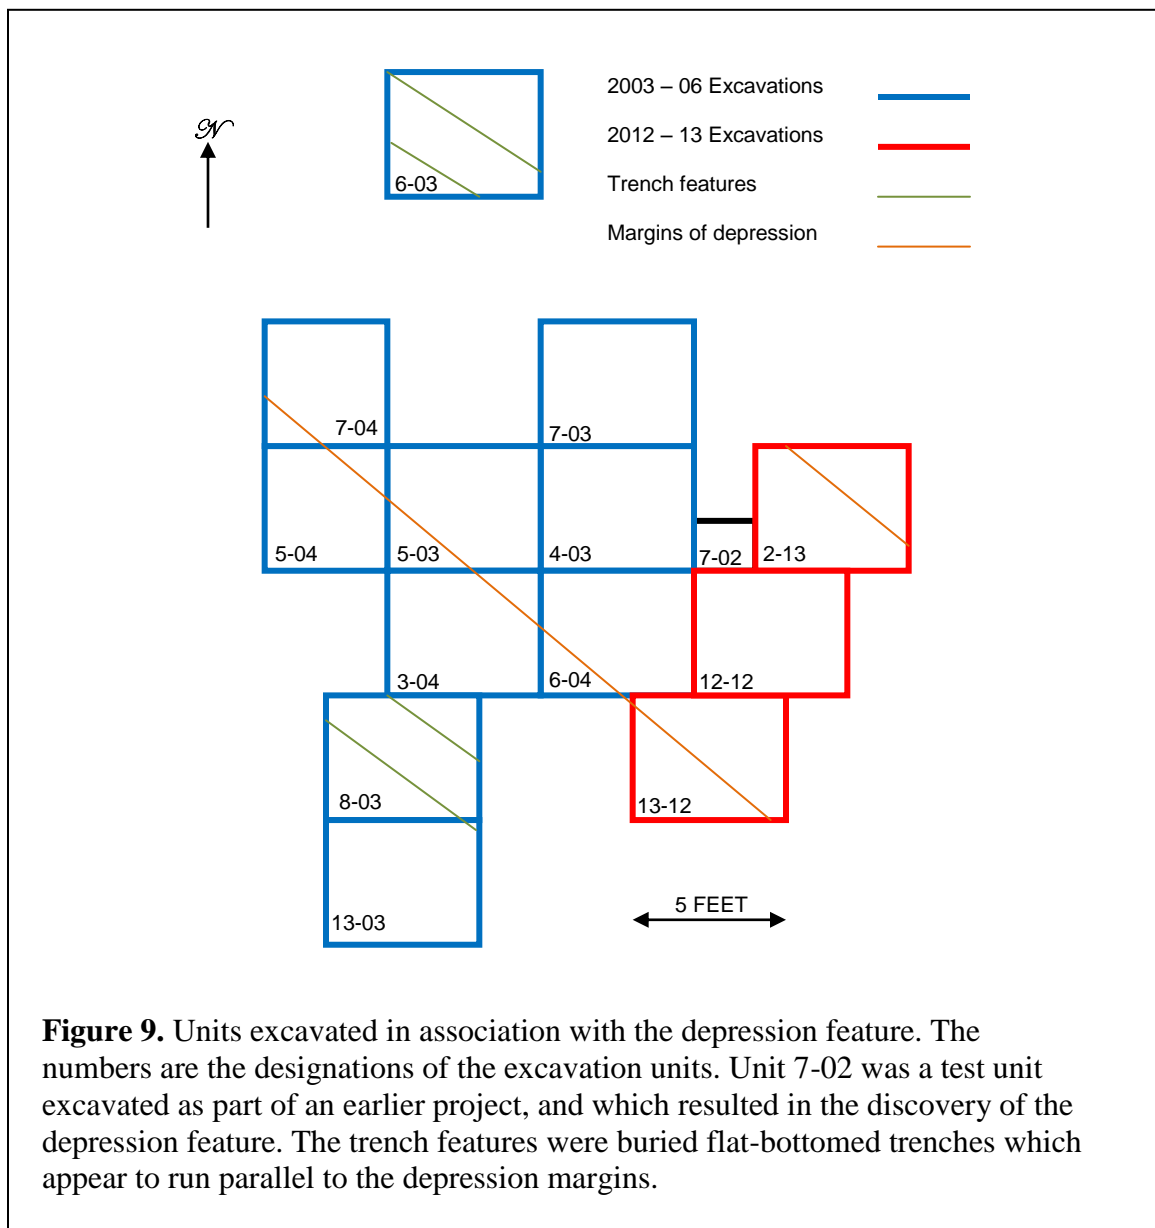 2003 – 06 Excavations
N
2012 – 13 Excavations
6-03
Trench features
Margins of depression
7-04
7-03
5-04
5-03
4-03
7-02
2-13
3-04
6-04
12-12
8-03
13-12
13-03
5 FEET
Figure 9. Units excavated in association with the depression feature. The
numbers are the designations of the excavation units. Unit 7-02 was a test unit
excavated as part of an earlier project, and which resulted in the discovery of the
depression feature. The trench features were buried flat-bottomed trenches which
appear to run parallel to the depression margins.